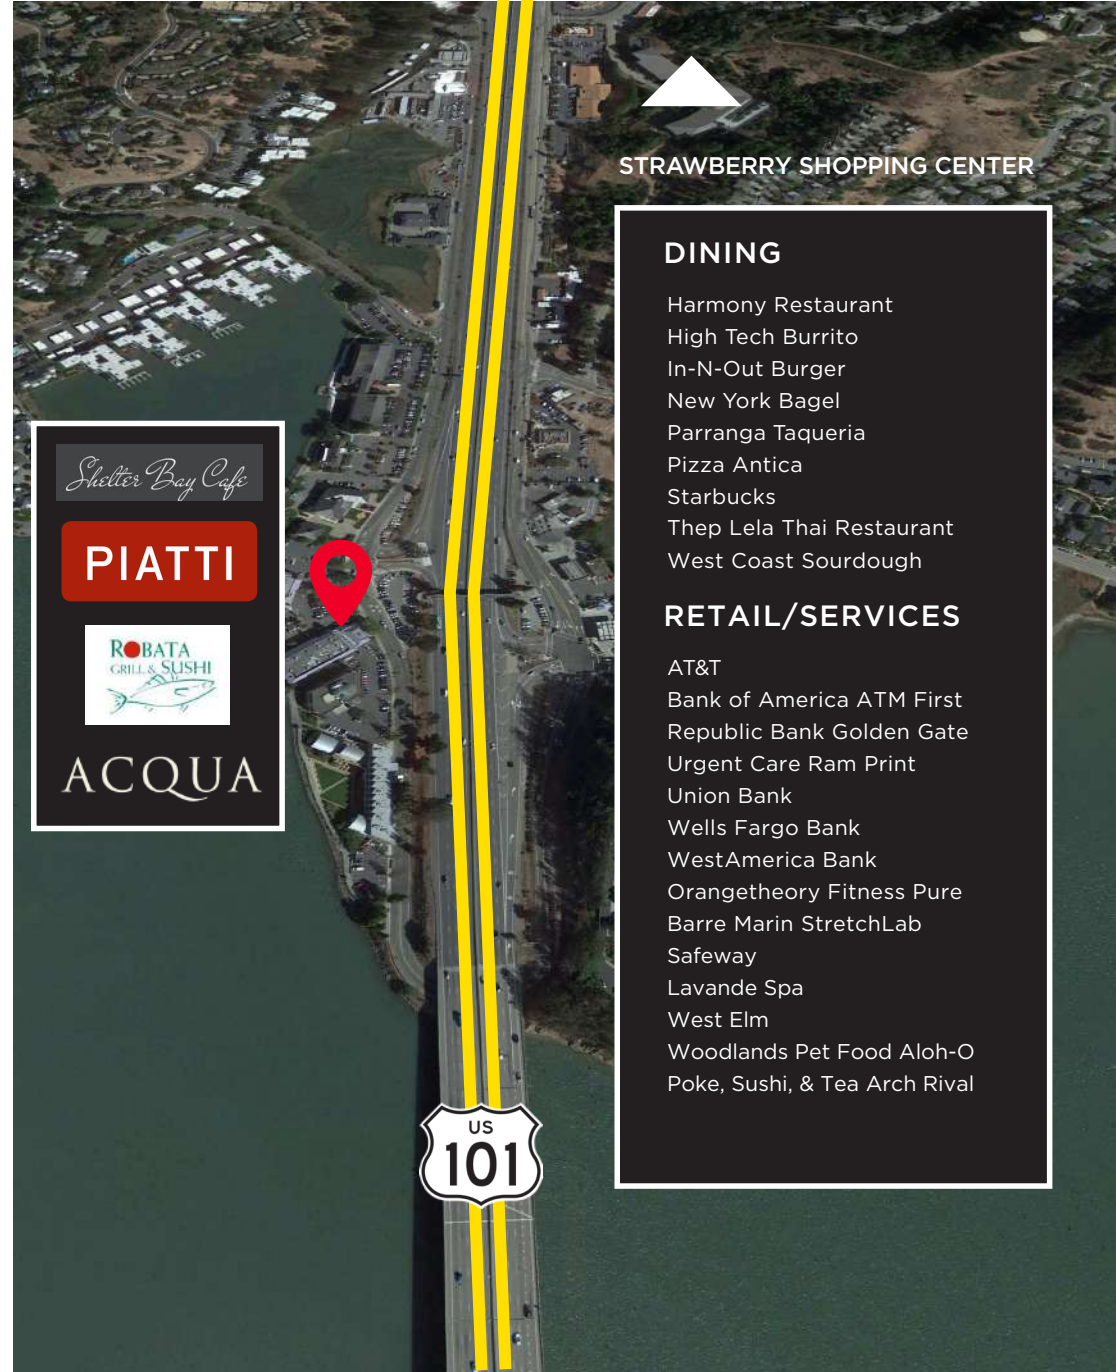 STRAWBERRY SHOPPING CENTER
DINING
Harmony Restaurant
High Tech Burrito
In-N-Out Burger
New York Bagel
Parranga Taqueria
Pizza Antica
Starbucks
Thep Lela Thai Restaurant
West Coast Sourdough
RETAIL/SERVICES
AT&T
Bank of America ATM First
Republic Bank Golden Gate
Urgent Care Ram Print
Union Bank
Wells Fargo Bank
WestAmerica Bank
Orangetheory Fitness Pure
Barre Marin StretchLab
Safeway
Lavande Spa
West Elm
Woodlands Pet Food Aloh-O
Poke, Sushi, & Tea Arch Rival
Shelter Bay Cafe
PIATTI
ROBATA
GRILL & SUSHI
ACQUA
US
101